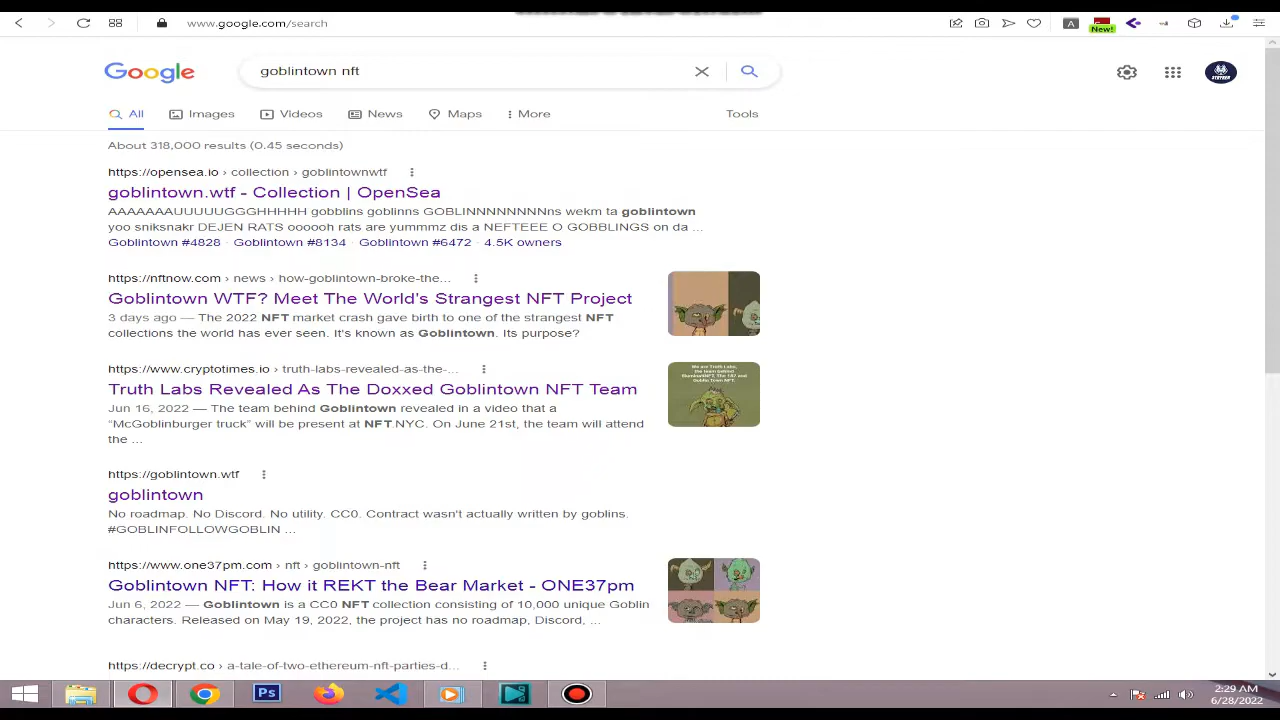 www.google.com/search
A
New!
Google
goblintown nft
All
Images
Videos
News
Maps
More
Tools
About 318,000 results (0.45 seconds)
https://opensea.io › collection › goblintownwtf
goblintown.wtf - Collection | OpenSea
AAAAAAAUUUUUGGGHHHHH gobblins goblinns GOBLINNNNNNNNns wekm ta goblintown
yoo sniksnakr DEJEN RATS oooooh rats are yummmz dis a NEFTEEE O GOBBLINGS on da ...
Goblintown #4828 · Goblintown #8134 · Goblintown #6472 · 4.5K owners
https://nftnow.com › news › how-goblintown-broke-the...
Goblintown WTF? Meet The World's Strangest NFT Project
3 days ago — The 2022 NFT market crash gave birth to one of the strangest NFT
collections the world has ever seen. It's known as Goblintown. Its purpose?
https://www.cryptotimes.io › truth-labs-revealed-as-the-...
Truth Labs Revealed As The Doxxed Goblintown NFT Team
Jun 16, 2022 — The team behind Goblintown revealed in a video that a
“McGoblinburger truck” will be present at NFT.NYC. On June 21st, the team will attend
the ...
We are Truth Labs,
https://goblintown.wtf
goblintown
No roadmap. No Discord. No utility. CC0. Contract wasn't actually written by goblins.
#GOBLINFOLLOWGOBLIN ...
https://www.one37pm.com › nft › goblintown-nft
Goblintown NFT: How it REKT the Bear Market - ONE37pm
Jun 6, 2022 — Goblintown is a CC0 NFT collection consisting of 10,000 unique Goblin
characters. Released on May 19, 2022, the project has no roadmap, Discord, ...
https://decrypt.co › a-tale-of-two-ethereum-nft-parties-d...
Ps
2:29 AM
6/28/2022